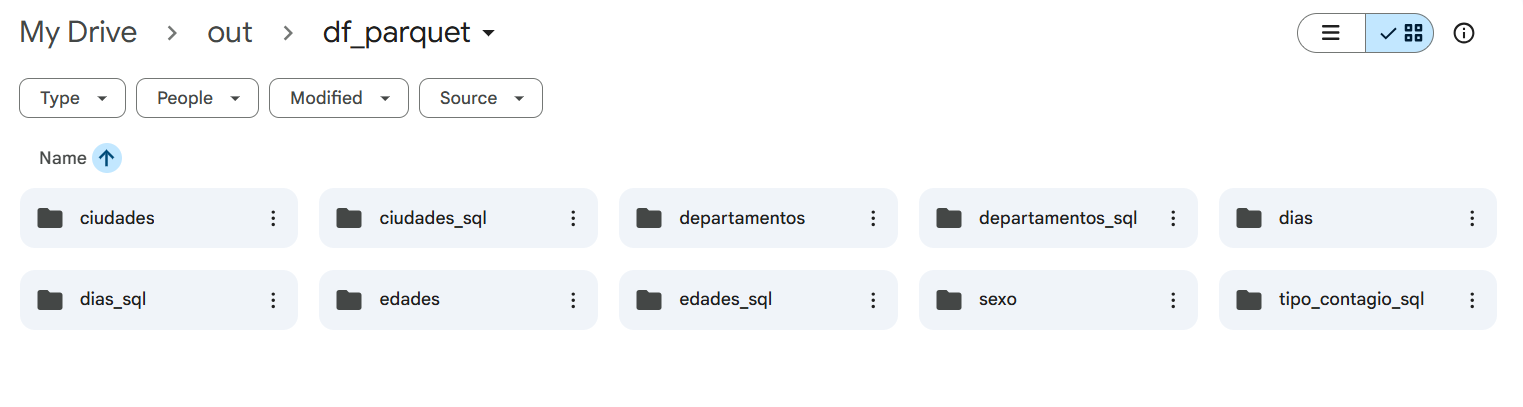 My Drive > out > df_parquet
Type People Modified Source
Name
ciudades ciudades_sql departamentos departamentos_sql dias
dias_sql edades edades_sql sexo tipo_contagio_sql